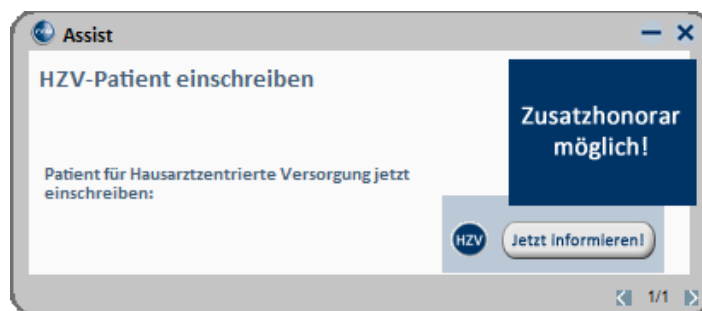 Assist
HZV-Patient einschreiben
Zusatzhonorar
möglich!
Patient für Hausarztzentrierte Versorgung jetzt
einschreiben:
HZV
Jetzt informieren!
1/1